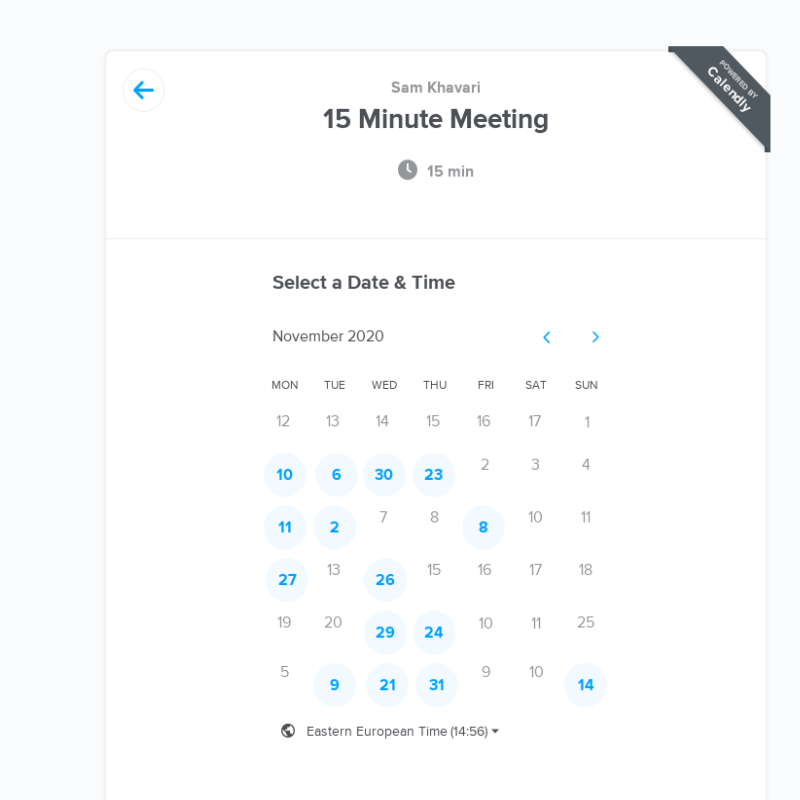 Sam Khavari
15 Minute Meeting
POWERED BY
Calendly
15 min
Select a Date & Time
November 2020
MON TUE WED THU FRI SAT SUN
12 13 14 15 16 17 1
10 6 30 23 2 3 4
11 2 7 8 8 10 11
27 13 26 15 16 17 18
19 20 29 24 10 11 25
5 9 21 31 9 10 14
Eastern European Time (14:56)